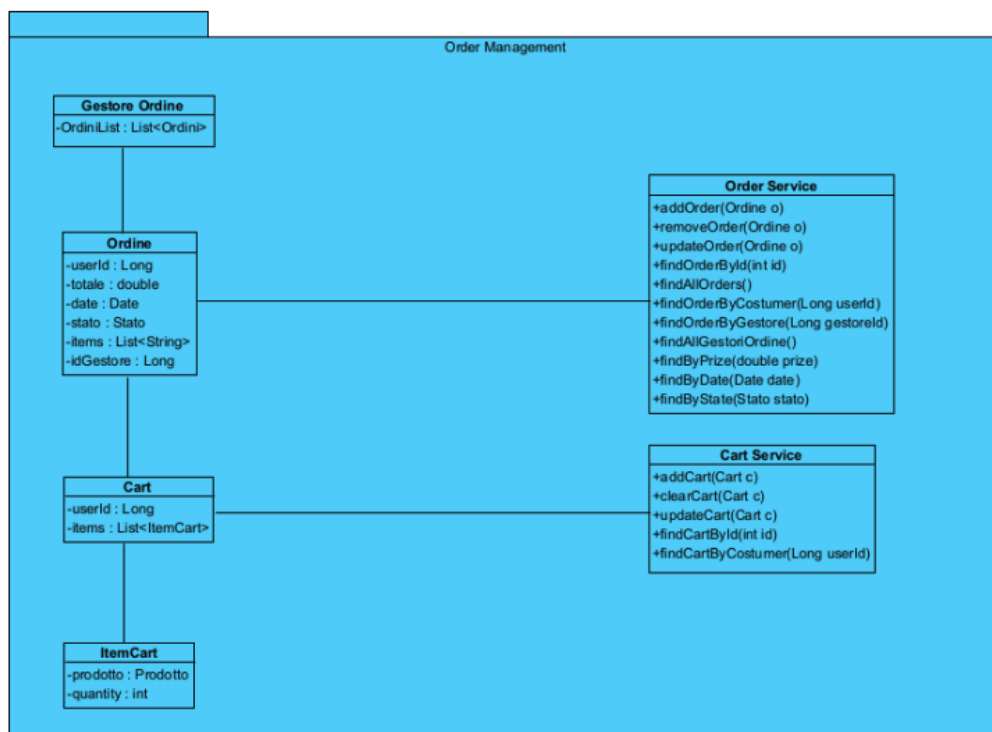 Order Management
Gestore Ordine
-OrdiniList : List<Ordini>
Ordine
-userId : Long
-totale : double
-date : Date
-stato : Stato
-items : List<String>
-idGestore : Long
Order Service
+addOrder(Ordine o)
+removeOrder(Ordine o)
+updateOrder(Ordine o)
+findOrderById(int id)
+findAllOrders()
+findOrderByCostumer(Long userId)
+findOrderByGestore(Long gestoreId)
+findAllGestoriOrdine()
+findByPrize(double prize)
+findByDate(Date date)
+findByState(Stato stato)
Cart
-userId : Long
-items : List<ItemCart>
Cart Service
+addCart(Cart c)
+clearCart(Cart c)
+updateCart(Cart c)
+findCartById(int id)
+findCartByCostumer(Long userId)
ItemCart
-prodotto : Prodotto
-quantity : int